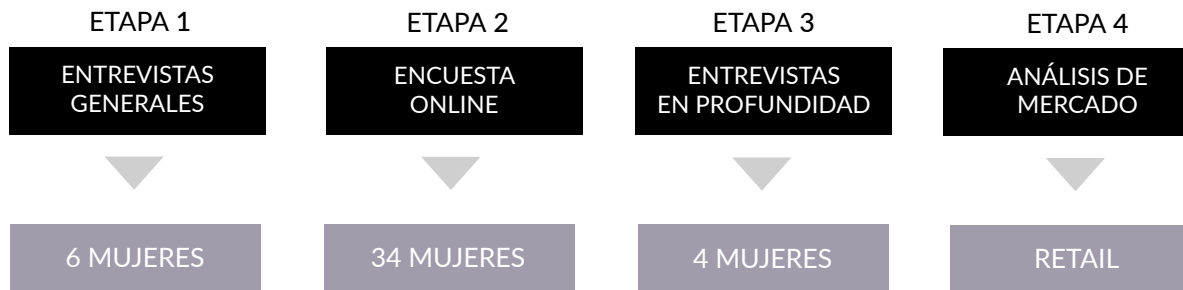 ETAPA 1
ENTREVISTAS
GENERALES
6 MUJERES
ETAPA 2
ENCUESTA
ONLINE
34 MUJERES
ETAPA 3
ENTREVISTAS
EN PROFUNDIDAD
4 MUJERES
ETAPA 4
ANÁLISIS DE
MERCADO
RETAIL